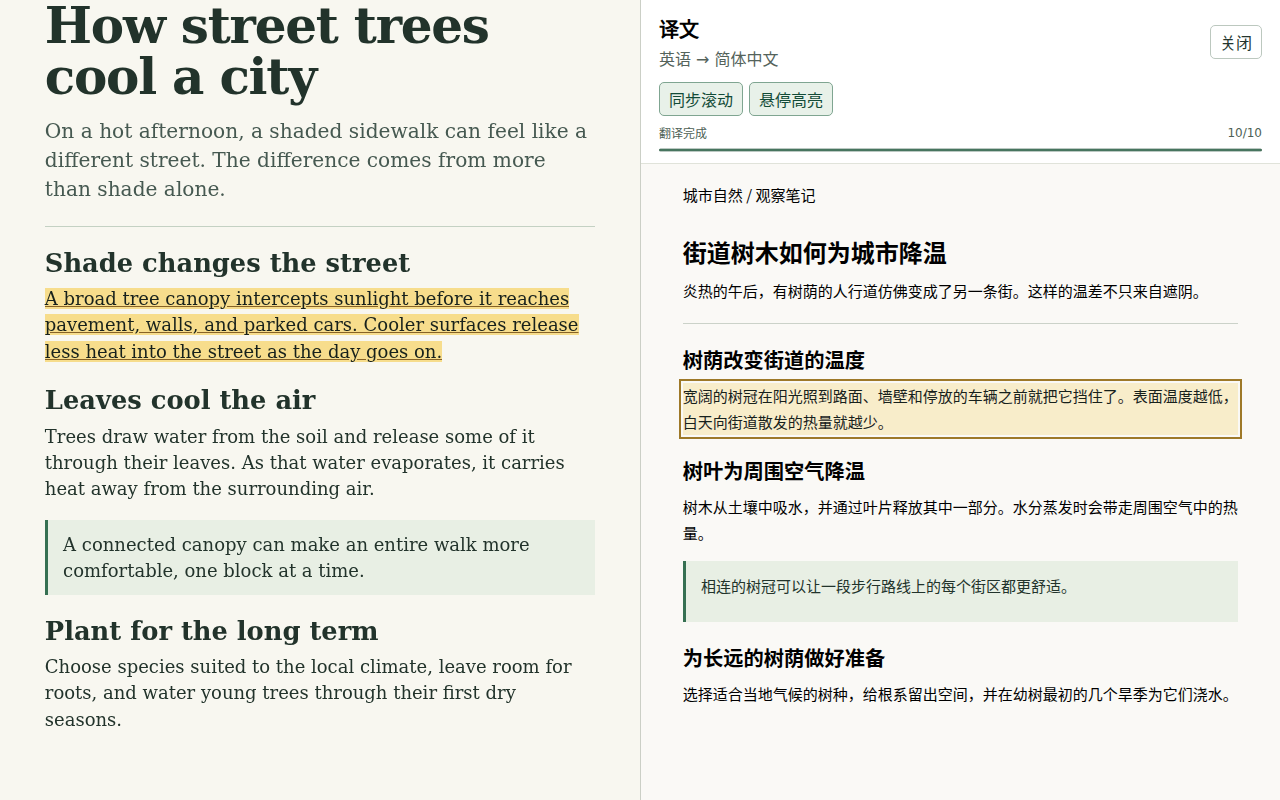 How street trees
cool a city
On a hot afternoon, a shaded sidewalk can feel like a
different street. The difference comes from more
than shade alone.
Shade changes the street
A broad tree canopy intercepts sunlight before it reaches
pavement, walls, and parked cars. Cooler surfaces release
less heat into the street as the day goes on.
Leaves cool the air
Trees draw water from the soil and release some of it
through their leaves. As that water evaporates, it carries
heat away from the surrounding air.
A connected canopy can make an entire walk more
comfortable, one block at a time.
Plant for the long term
Choose species suited to the local climate, leave room for
roots, and water young trees through their first dry
seasons.
译文
英语 → 简体中文
关闭
同步滚动 悬停高亮
翻译完成 10/10
城市自然 / 观察笔记
街道树木如何为城市降温
炎热的午后，有树荫的人行道仿佛变成了另一条街。这样的温差不只来自遮阴。
树荫改变街道的温度
宽阔的树冠在阳光照到路面、墙壁和停放的车辆之前就把它挡住了。表面温度越低，
白天向街道散发的热量就越少。
树叶为周围空气降温
树木从土壤中吸水，并通过叶片释放其中一部分。水分蒸发时会带走周围空气中的热
量。
相连的树冠可以让一段步行路线上的每个街区都更舒适。
为长远的树荫做好准备
选择适合当地气候的树种，给根系留出空间，并在幼树最初的几个旱季为它们浇水。